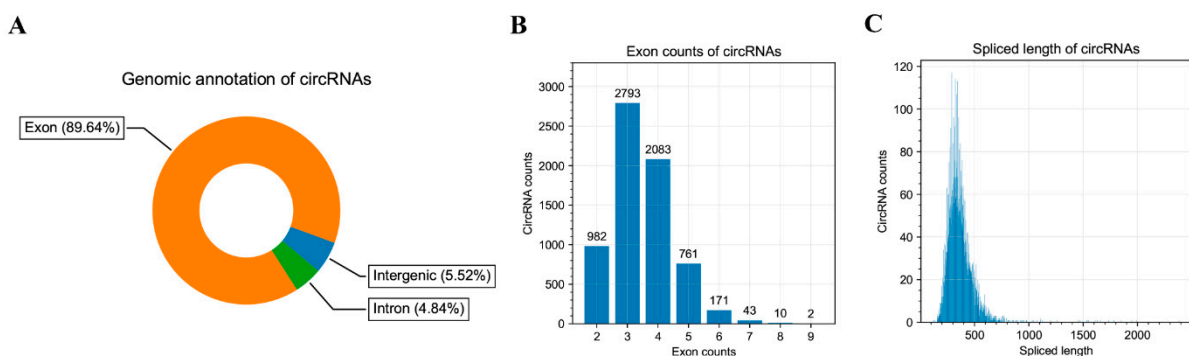 A
Genomic annotation of circRNAs
Exon (89.64%)
Intergenic (5.52%)
Intron (4.84%)
B
Exon counts of circRNAs
CircRNA counts
3000
2500
2000
1500
1000
500
0
982
2793
2083
761
171
43
10
2
2 3 4 5 6 7 8 9
Exon counts
C
Spliced length of circRNAs
CircRNA counts
120
100
80
60
40
20
0
500 1000 1500 2000
Spliced length